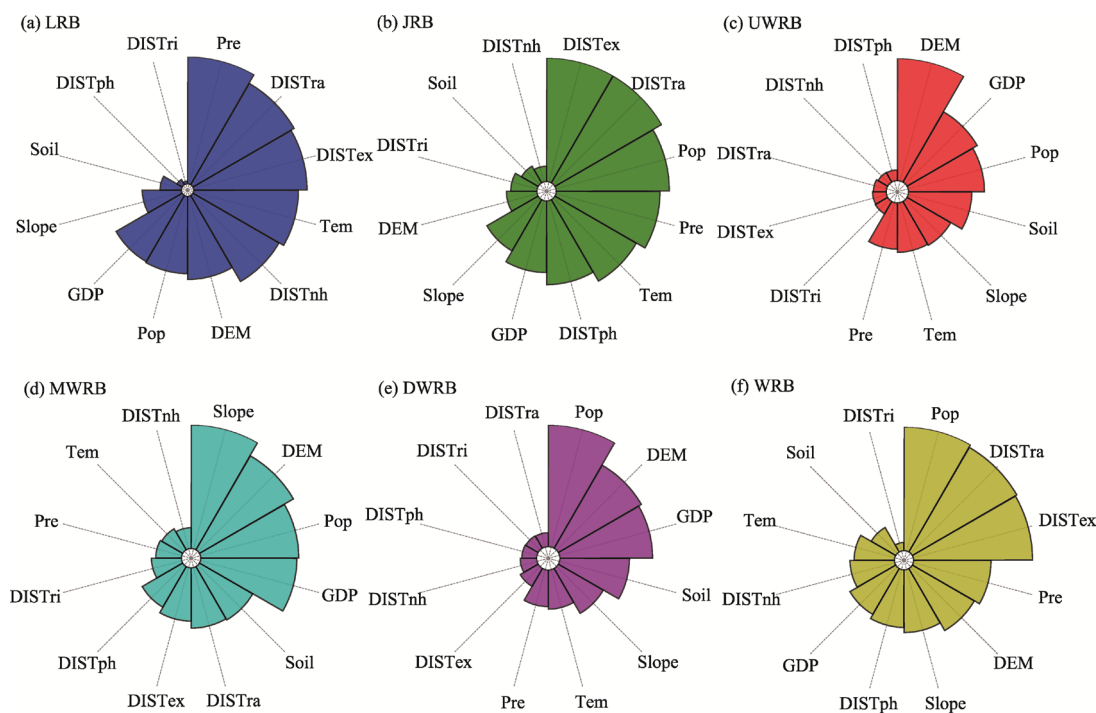 (a) LRB
DISTri
Pre
DISTph
DISTra
Soil
DISTex
Slope
Tem
GDP
DISTnh
Pop
DEM
(b) JRB
DISTnh
DISTex
Soil
DISTra
DISTri
Pop
DEM
Pre
Slope
Tem
GDP
DISTph
(c) UWRB
DISTph
DEM
DISTnh
GDP
DISTra
Pop
DISTex
Soil
DISTri
Slope
Pre
Tem
(d) MWRB
DISTnh
Slope
Tem
DEM
Pre
Pop
DISTri
GDP
DISTph
Soil
DISTex
DISTra
(e) DWRB
DISTra
Pop
DISTri
DEM
DISTph
GDP
DISTnh
Soil
DISTex
Slope
Pre
Tem
(f) WRB
DISTri
Pop
Soil
DISTra
Tem
DISTex
DISTnh
Pre
GDP
DEM
DISTph
Slope